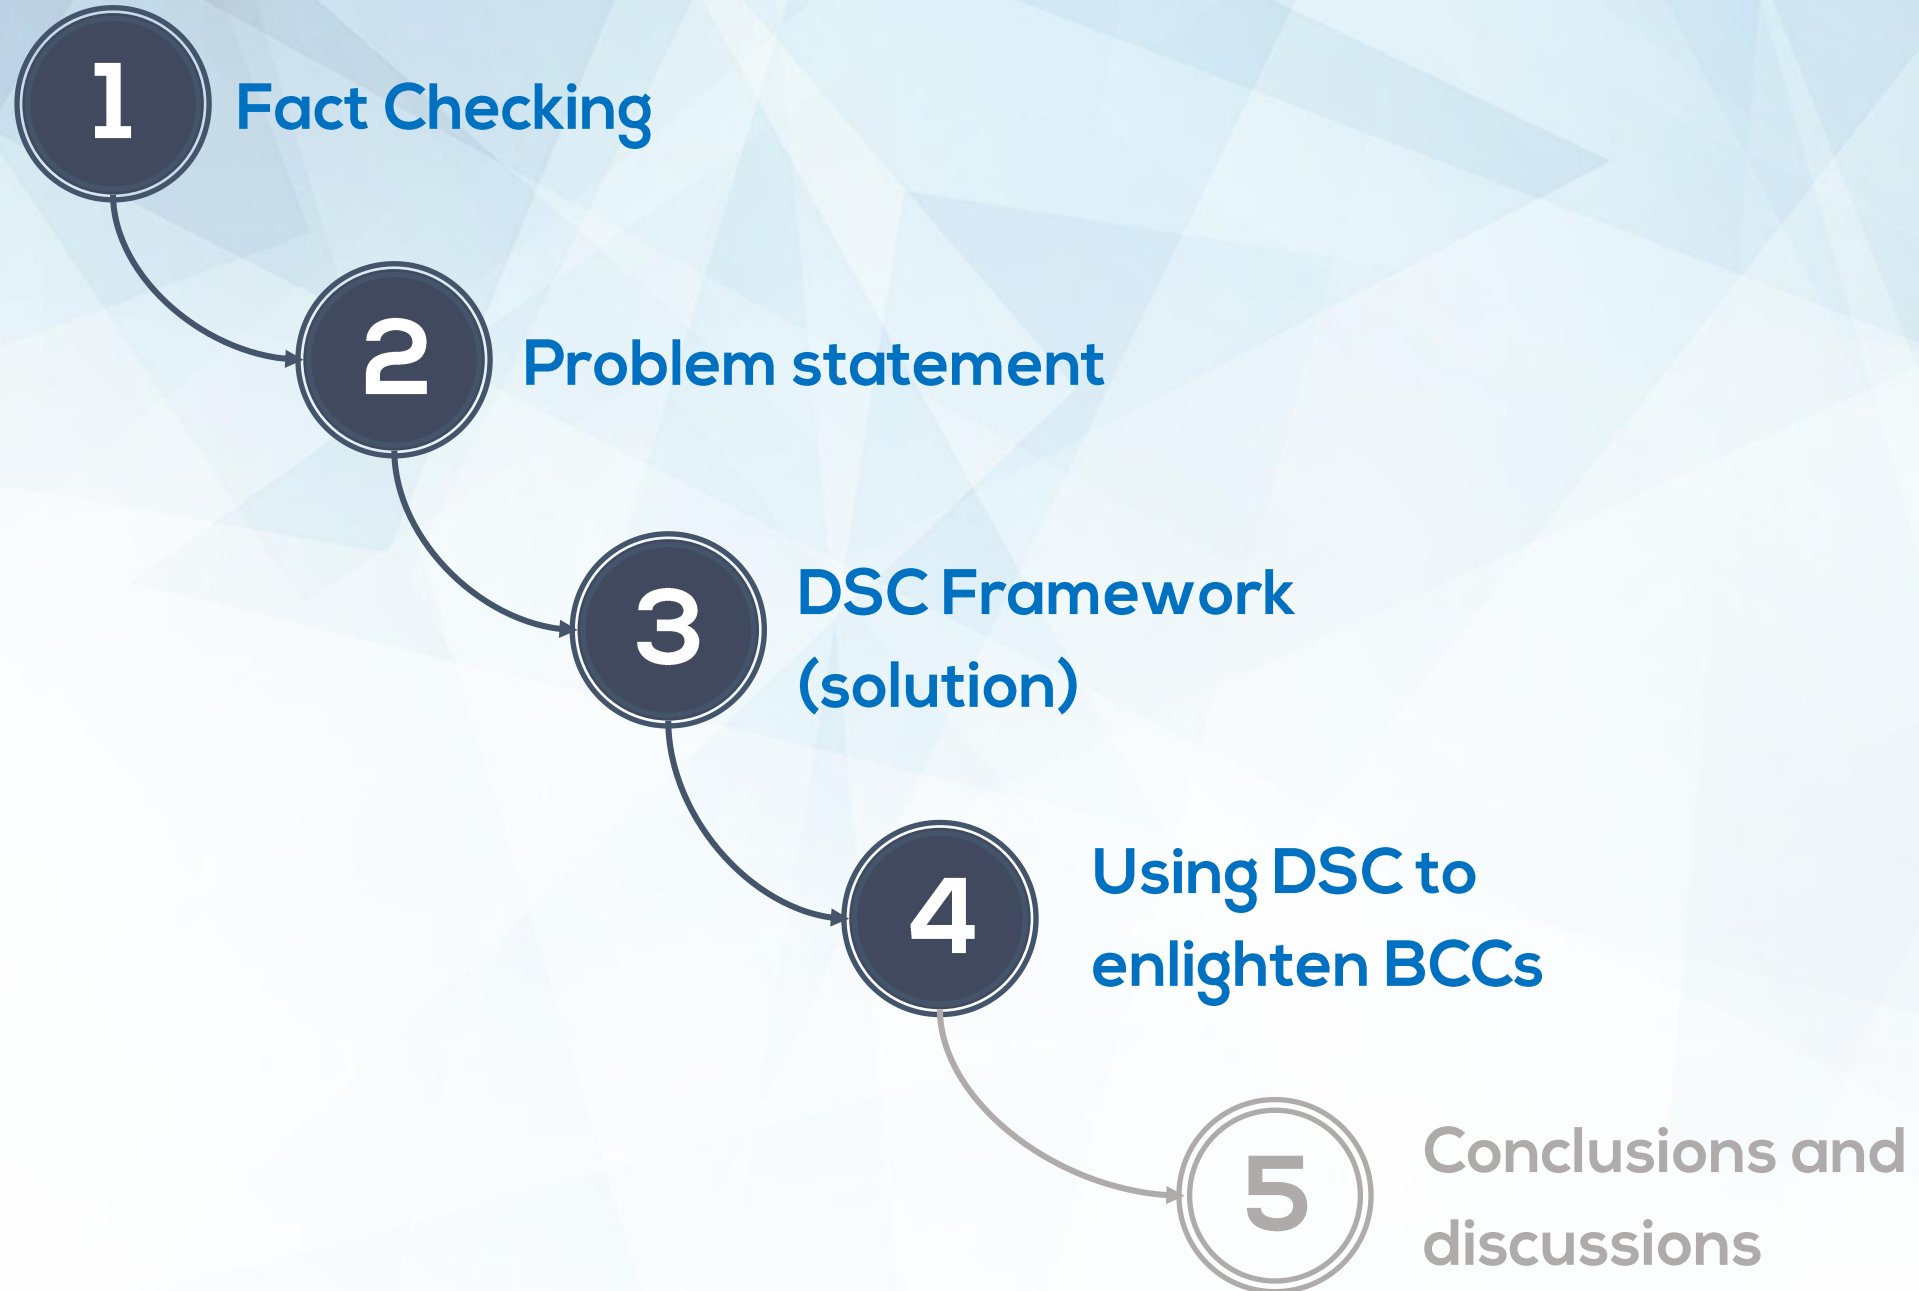 1
Fact Checking
2
Problem statement
3
DSC Framework
(solution)
4
Using DSC to
enlighten BCCs
5
Conclusions and
discussions